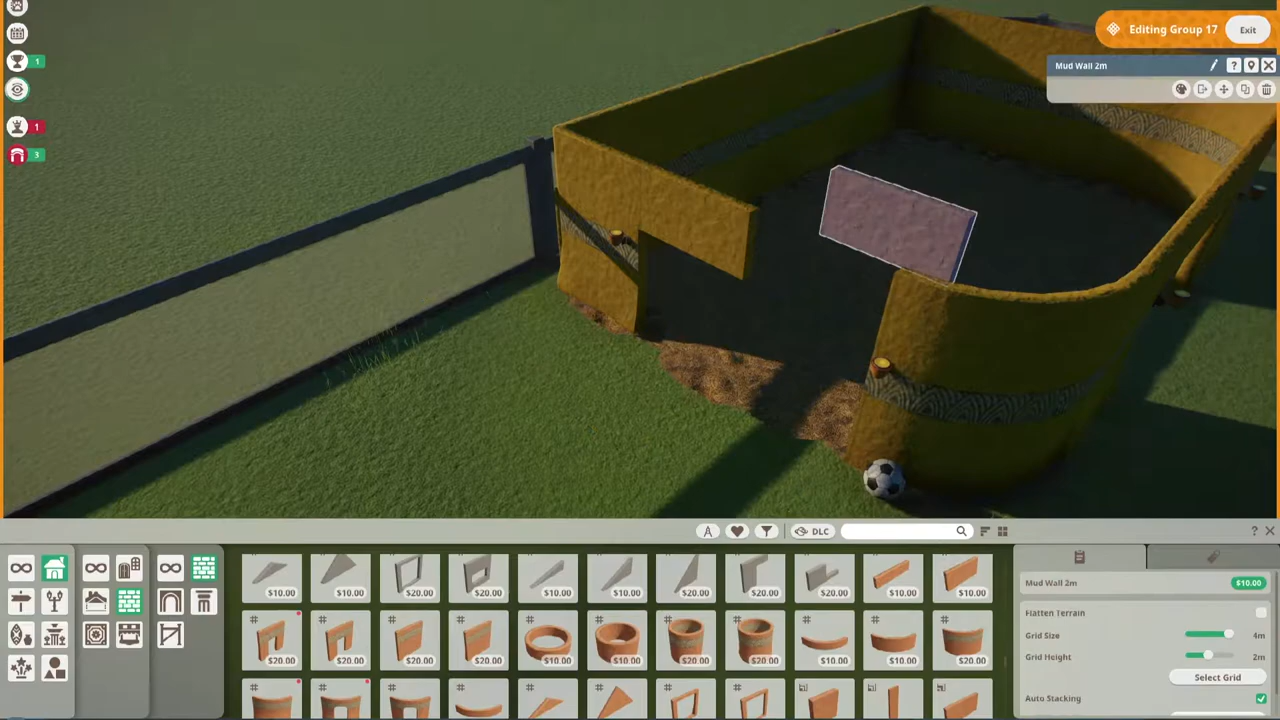 Editing Group 17
Exit
Mud Wall 2m
?
1
1
3
DLC
?
$10.00 $10.00 $20.00 $20.00 $10.00 $10.00 $20.00 $20.00 $20.00 $10.00 $10.00
$20.00 $20.00 $20.00 $20.00 $10.00 $10.00 $20.00 $20.00 $10.00 $10.00 $20.00
Mud Wall 2m $10.00
Flatten Terrain
Grid Size 4m
Grid Height 2m
Select Grid
Auto Stacking